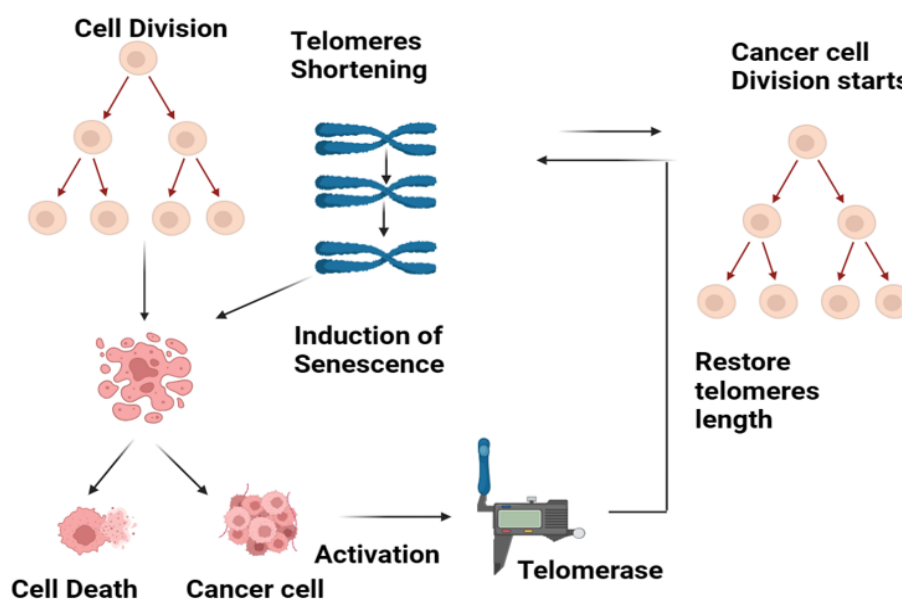 Cell Division
Telomeres
Shortening
Cancer cell
Division starts
Induction of
Senescence
Restore
telomeres
length
Activation
Telomerase
Cell Death
Cancer cell